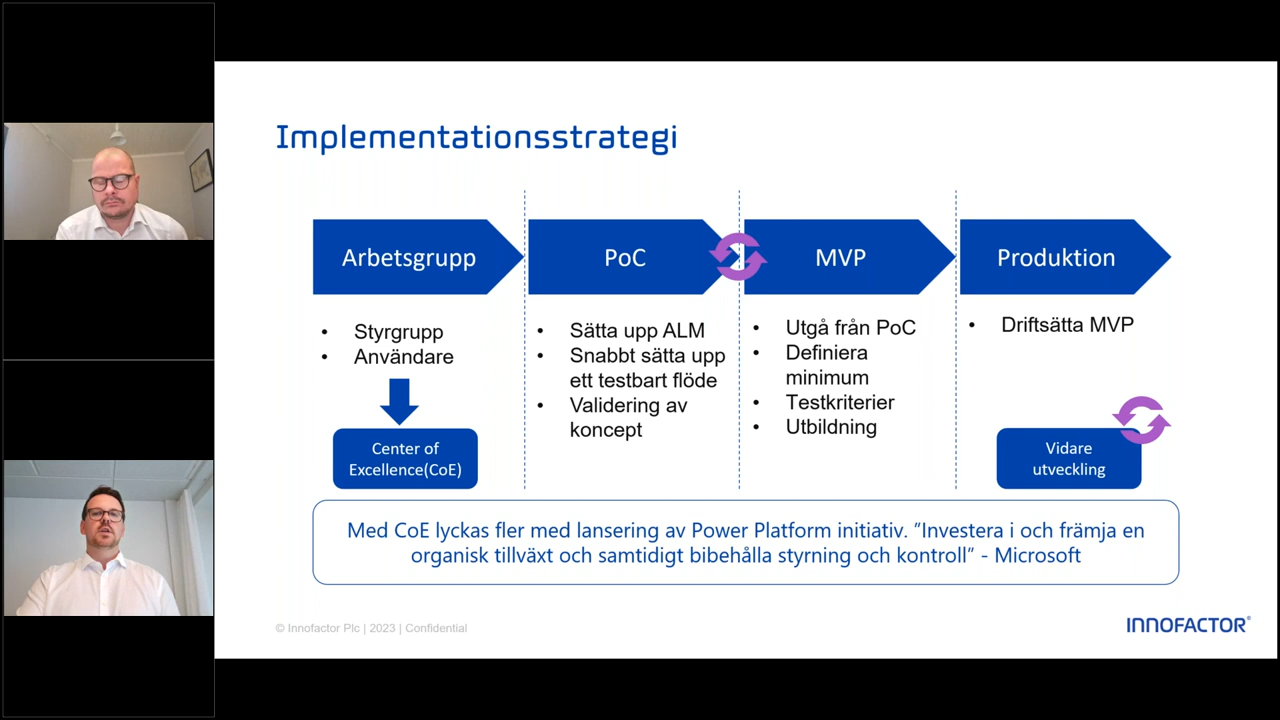 Implementationsstrategi
Arbetsgrupp
• Styrgrupp
• Användare
Center of
Excellence(CoE)
PoC
• Sätta upp ALM
• Snabbt sätta upp
ett testbart flöde
• Validering av
koncept
MVP
• Utgå från PoC
• Definiera
minimum
• Testkriterier
• Utbildning
Produktion
• Driftsätta MVP
Vidare
utveckling
Med CoE lyckas fler med lansering av Power Platform initiativ. ”Investera i och främja en
organisk tillväxt och samtidigt bibehålla styrning och kontroll” - Microsoft
© Innofactor Plc | 2023 | Confidential
INNOFACTOR®